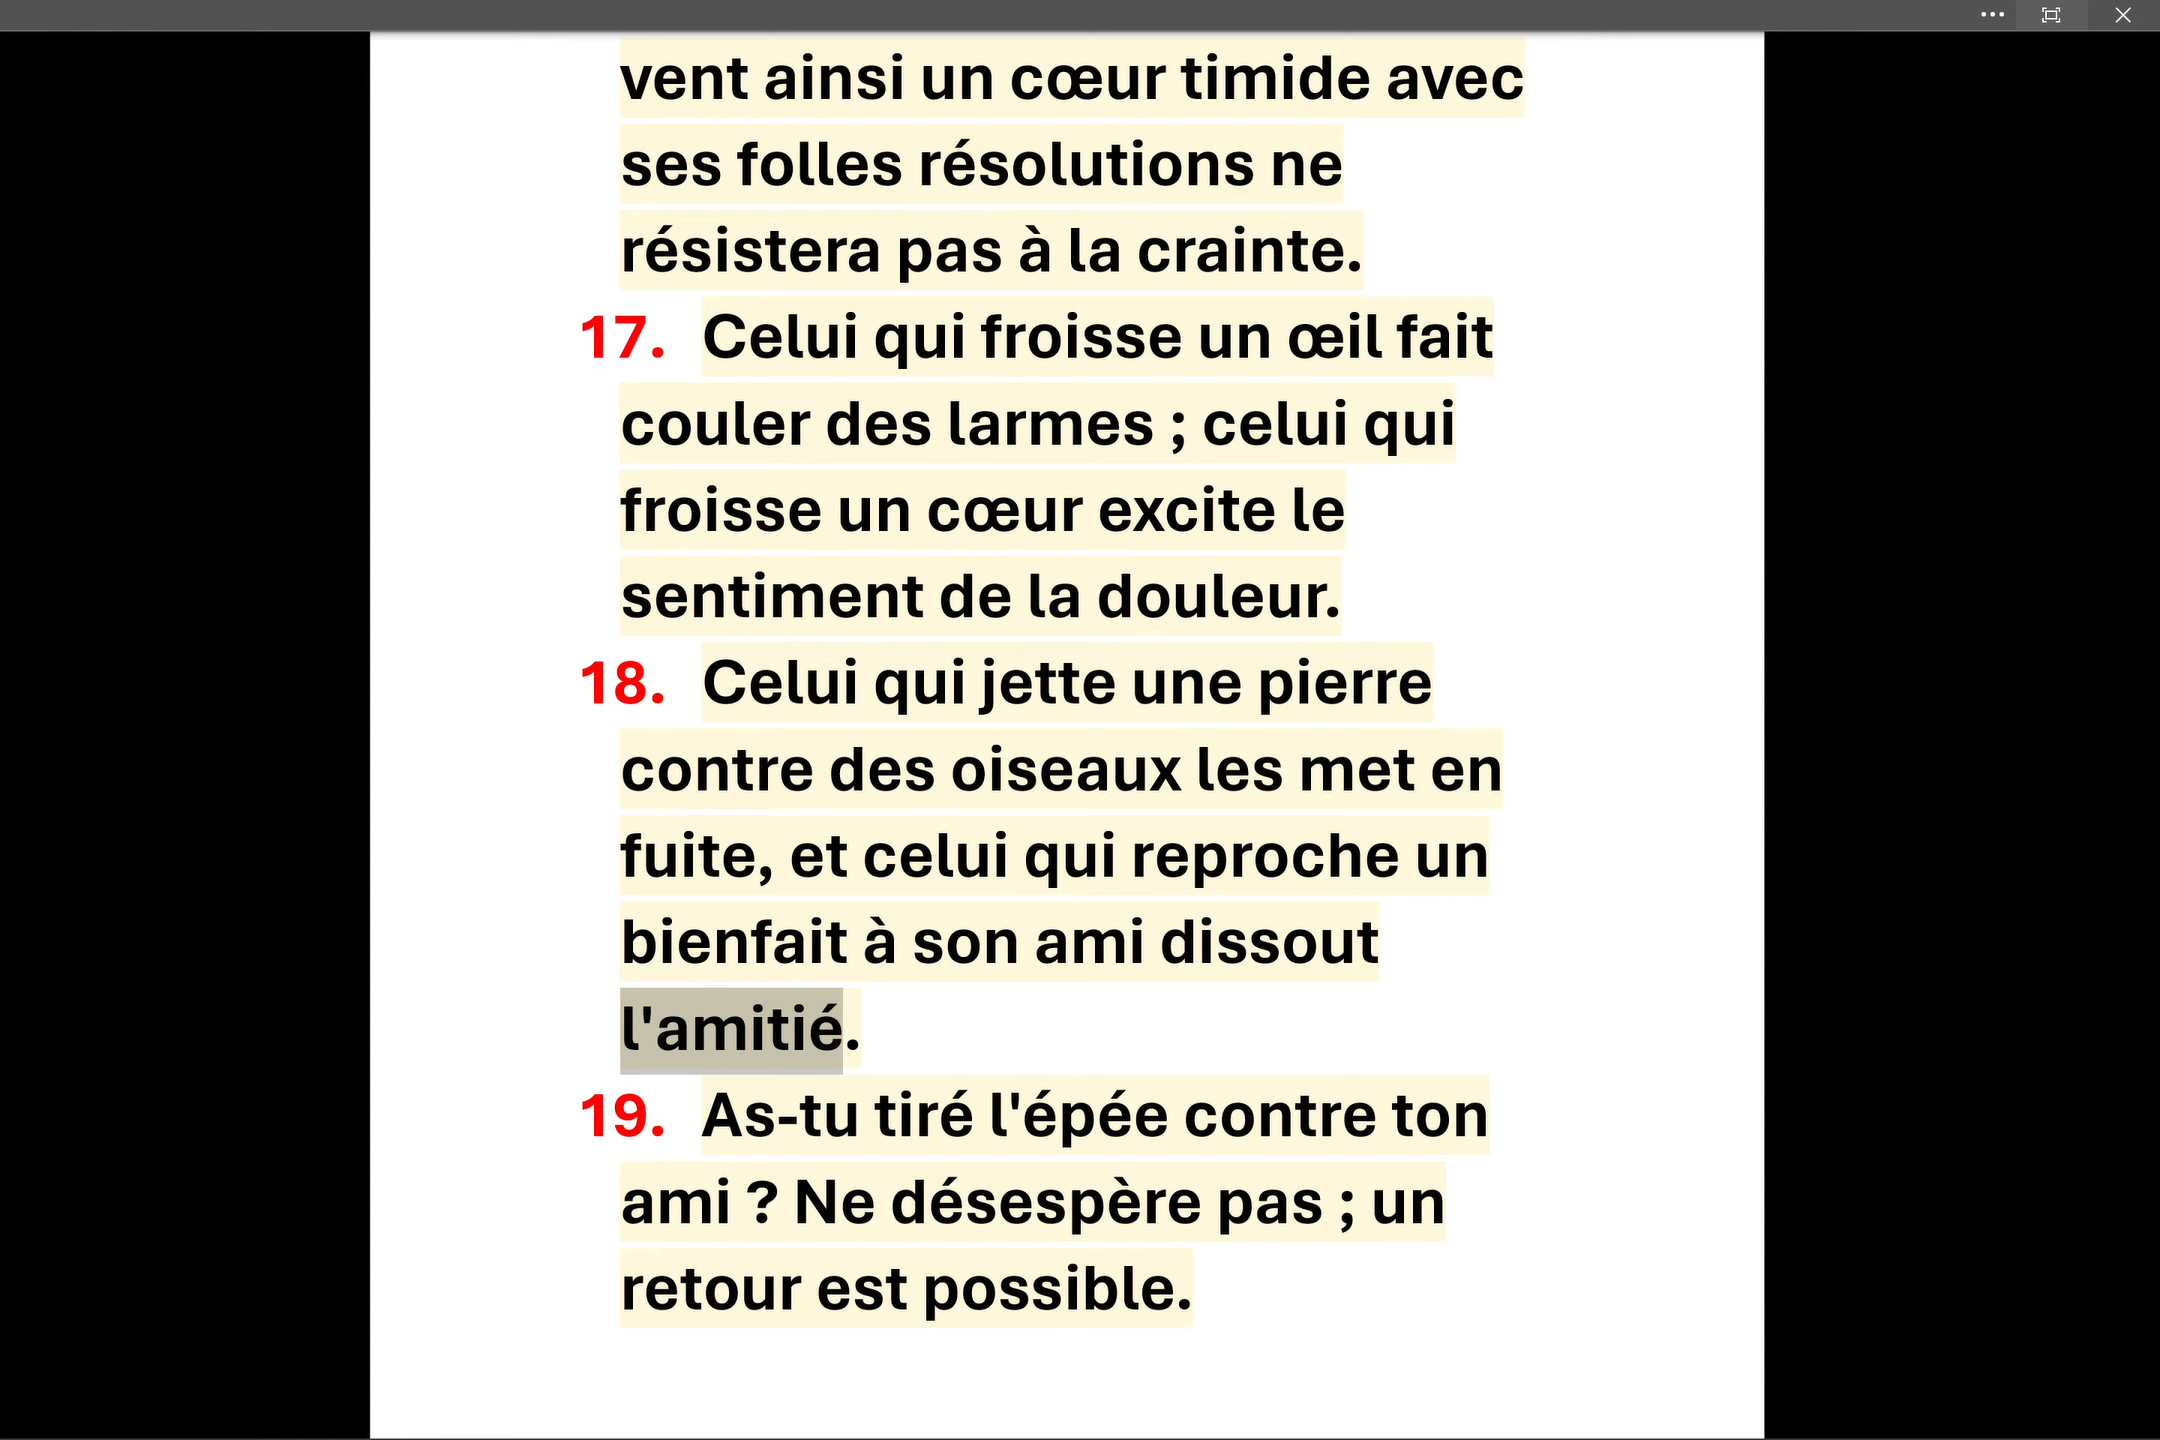 vent ainsi un cœur timide avec
ses folles résolutions ne
résistera pas à la crainte.
17. Celui qui froisse un œil fait
couler des larmes ; celui qui
froisse un cœur excite le
sentiment de la douleur.
18. Celui qui jette une pierre
contre des oiseaux les met en
fuite, et celui qui reproche un
bienfait à son ami dissout
l'amitié.
19. As-tu tiré l'épée contre ton
ami ? Ne désespère pas ; un
retour est possible.